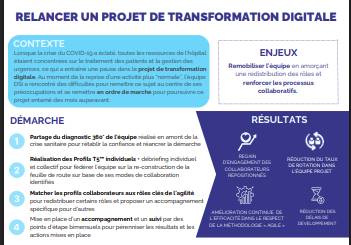 RELANCER UN PROJET DE TRANSFORMATION DIGITALE
CONTEXTE
Lorsque la crise du COVID-19 a éclaté, toutes les ressources de l'hôpital
étaient concentrées sur le traitement des patients et la gestion des
urgences, ce qui a entraîné une pause dans le projet de transformation
digitale. Au moment de la reprise d'une activité plus "normale", l'équipe
DSI a rencontré des difficultés pour remettre ce sujet au centre de ses
préoccupations et se remettre en ordre de marche pour poursuivre ce
projet entamé des mois auparavant
ENJEUX
Remobiliser l'équipe en amorçant
une redistribution des rôles et
renforcer les processus
collaboratifs.
DÉMARCHE
1 Partage du diagnostic 360° de l'équipe réalisé en amont de la
crise sanitaire pour rétablir la confiance et réancrer la démarche
2 Réalisation des Profils T5™ individuels + débriefing individuel
et collectif pour fédérer l'équipe sur la re-construction de la
feuille de route sur base de ses modes de collaboration
identifiés
3 Matcher les profils collaborateurs aux rôles clés de l'agilité
pour redistribuer certains rôles et proposer un accompagnement
spécifique pour d'autres
4 Mise en place d'un accompagnement et un suivi par des
points d'étape bimensuels pour pérenniser les résultats et les
actions mises en place
RÉSULTATS
REGAIN
D'ENGAGEMENT DES
COLLABORATEURS
REPOSITIONNÉS
RÉDUCTION DU TAUX
DE ROTATION DANS
L'ÉQUIPE PROJET
AMÉLIORATION CONTINUE DE
L'EFFICACITÉ DANS LE RESPECT
DE LA MÉTHODOLOGIE « AGILE »
RÉDUCTION DES
DÉLAIS DE
DÉVELOPPEMENT